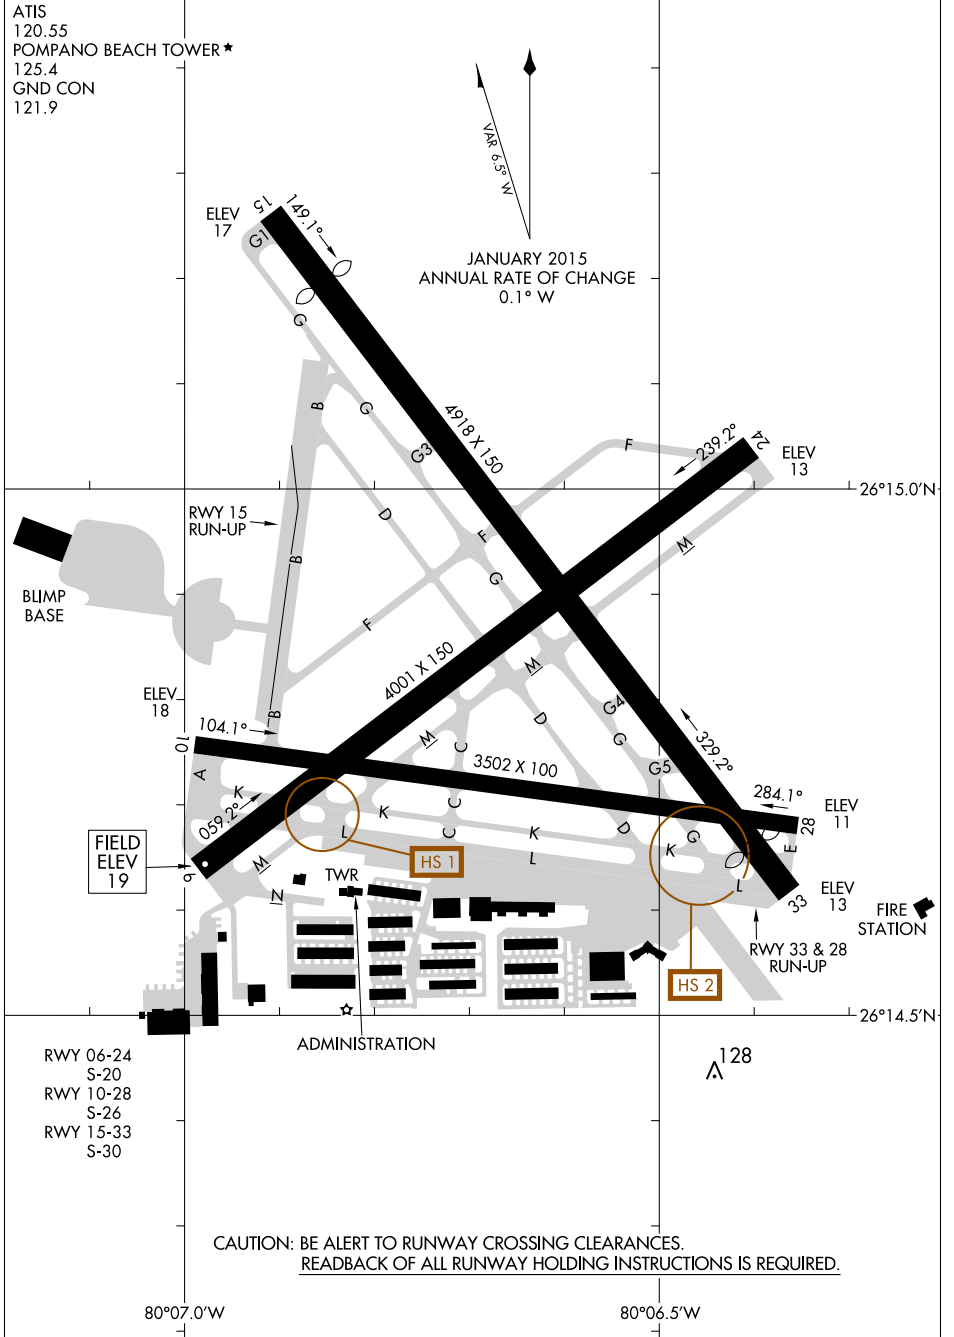 ATIS
120.55
POMPANO BEACH TOWER
125.4
GND CON
121.9
VAR 6.5° W
JANUARY 2015
ANNUAL RATE OF CHANGE
0.1° W
ELEV
17
15
149.1°
G1
G
B
G
G3
4918 X 150
F
239.2°
24
ELEV
13
26°15.0'N
RWY 15
RUN-UP
D
F
M
B
G
BLIMP
BASE
F
4001 X 150
M
ELEV
18
B
G4
D
10
104.1°
M
C
G
329.2°
3502 X 100
G5
A
K
059.2°
C
K
284.1°
ELEV
11
28
L
C
K
D
G
E
FIELD
ELEV
19
HS 1
L
K
6
M
TWR
N
L
33
ELEV
13
FIRE
STATION
RWY 33 & 28
RUN-UP
HS 2
26°14.5'N
ADMINISTRATION
128
RWY 06-24
S-20
RWY 10-28
S-26
RWY 15-33
S-30
CAUTION: BE ALERT TO RUNWAY CROSSING CLEARANCES.
READBACK OF ALL RUNWAY HOLDING INSTRUCTIONS IS REQUIRED.
80°07.0'W
80°06.5'W